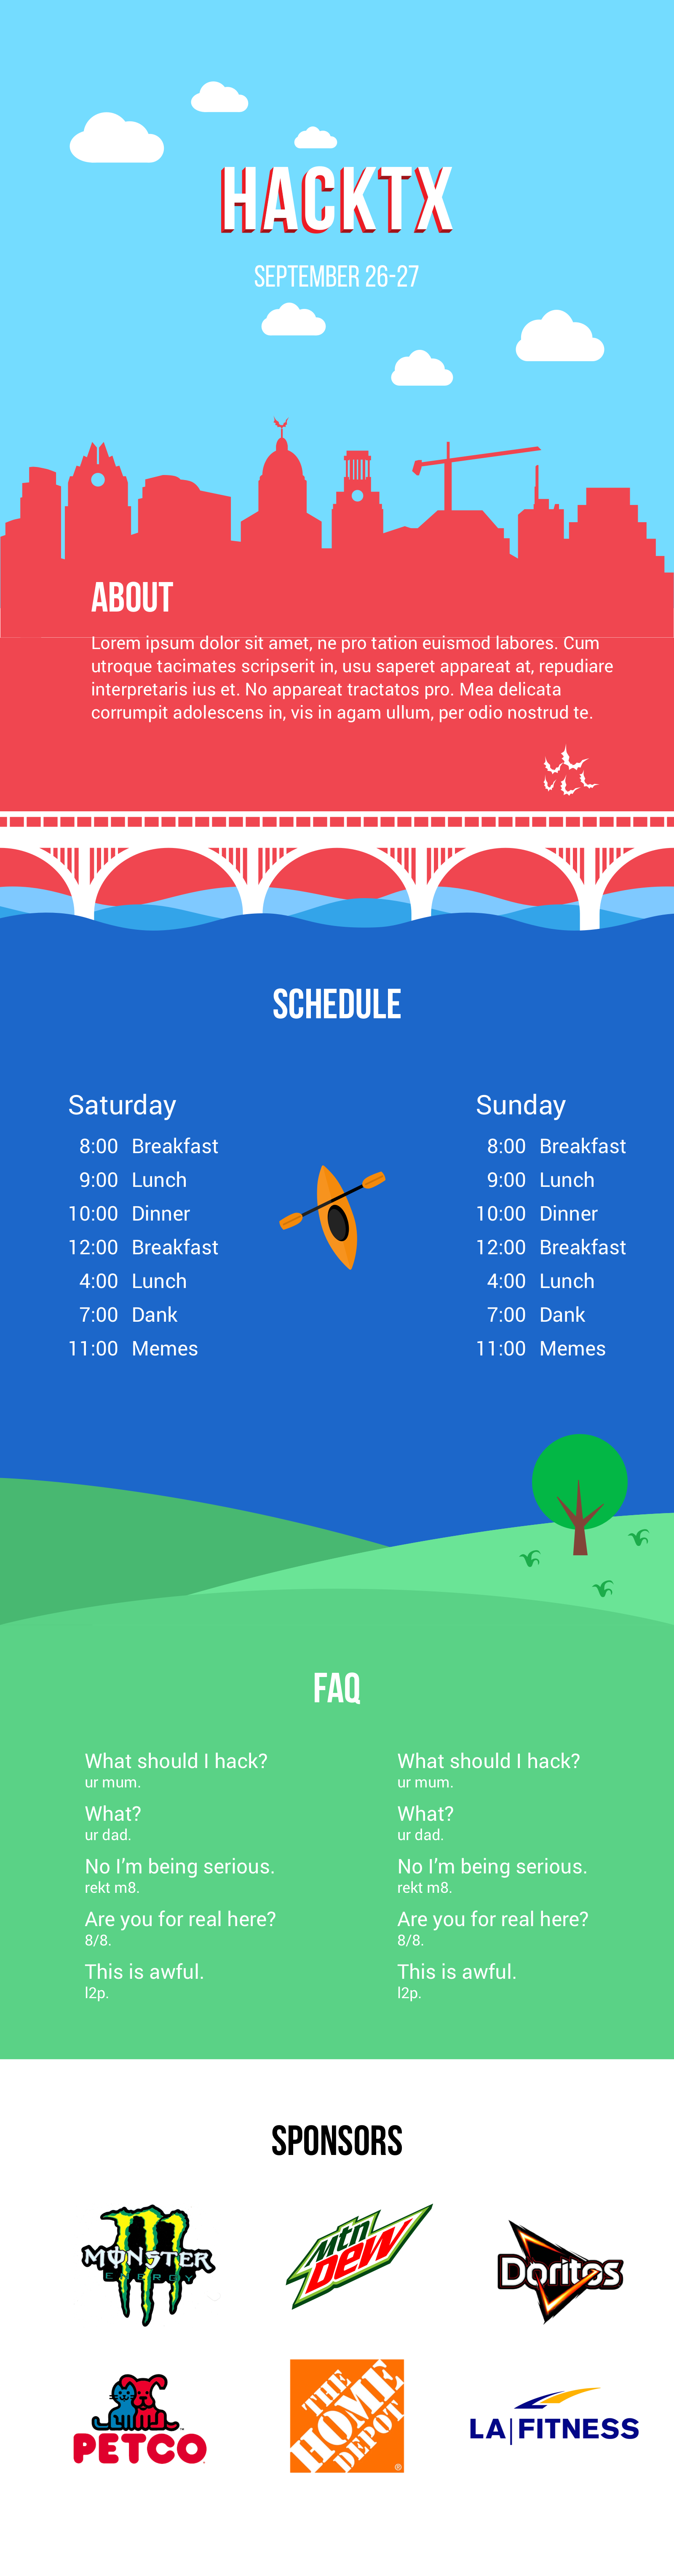 HACKTX
SEPTEMBER 26-27
ABOUT
Lorem ipsum dolor sit amet, ne pro tation euismod labores. Cum
utroque tacimates scripserit in, usu saperet appareat at, repudiare
interpretaris ius et. No appareat tractatos pro. Mea delicata
corrumpit adolescens in, vis in agam ullum, per odio nostrud te.
SCHEDULE
Saturday
8:00 Breakfast
9:00 Lunch
10:00 Dinner
12:00 Breakfast
4:00 Lunch
7:00 Dank
11:00 Memes
Sunday
8:00 Breakfast
9:00 Lunch
10:00 Dinner
12:00 Breakfast
4:00 Lunch
7:00 Dank
11:00 Memes
FAQ
What should I hack?
ur mum.
What?
ur dad.
No I'm being serious.
rekt m8.
Are you for real here?
8/8.
This is awful.
l2p.
What should I hack?
ur mum.
What?
ur dad.
No I'm being serious.
rekt m8.
Are you for real here?
8/8.
This is awful.
l2p.
SPONSORS
MONSTER
ENERGY
Mtn
DEW
Doritos
PETCO
THE
HOME
DEPOT
®
LA|FITNESS